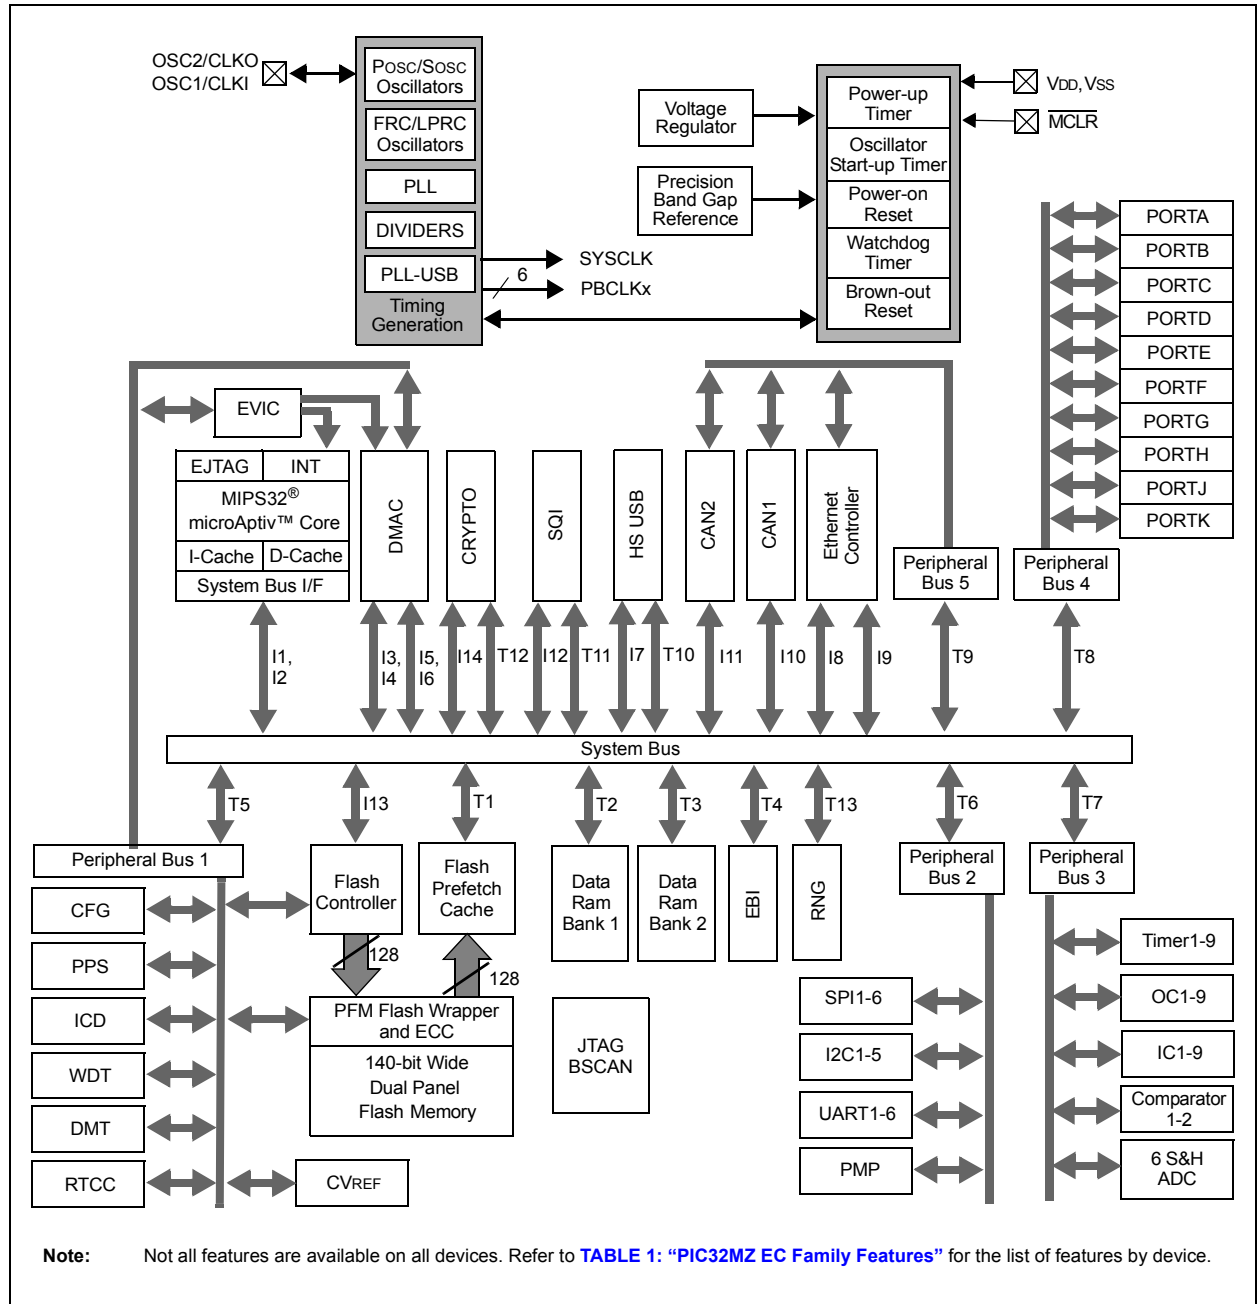 OSC2/CLKO
OSC1/CLKI
POSC/SOSC
Oscillators
FRC/LPRC
Oscillators
PLL
DIVIDERS
PLL-USB
Timing
Generation
6
SYSCLK
PBCLKx
Voltage
Regulator
Precision
Band Gap
Reference
Power-up
Timer
Oscillator
Start-up Timer
Power-on
Reset
Watchdog
Timer
Brown-out
Reset
VDD, VSS
MCLR
PORTA
PORTB
PORTC
PORTD
PORTE
PORTF
PORTG
PORTH
PORTJ
PORTK
EVIC
EJTAG
INT
MIPS32®
microAptiv™ Core
I-Cache
D-Cache
System Bus I/F
DMAC
CRYPTO
SQI
HS USB
CAN2
CAN1
Ethernet
Controller
Peripheral
Bus 5
Peripheral
Bus 4
I1,
I2
I3,
I4
I5,
I6
I14
T12
I12
T11
I7
T10
I11
I10
I8
I9
T9
T8
System Bus
T5
I13
T1
T2
T3
T4
T13
T6
T7
Peripheral Bus 1
Flash
Controller
Flash
Prefetch
Cache
Data
Ram
Bank 1
Data
Ram
Bank 2
EBI
RNG
Peripheral
Bus 2
Peripheral
Bus 3
CFG
PPS
ICD
WDT
DMT
RTCC
128
128
PFM Flash Wrapper
and ECC
140-bit Wide
Dual Panel
Flash Memory
CVREF
JTAG
BSCAN
SPI1-6
I2C1-5
UART1-6
PMP
Timer1-9
OC1-9
IC1-9
Comparator
1-2
6 S&H
ADC
Note: Not all features are available on all devices. Refer to TABLE 1: “PIC32MZ EC Family Features” for the list of features by device.